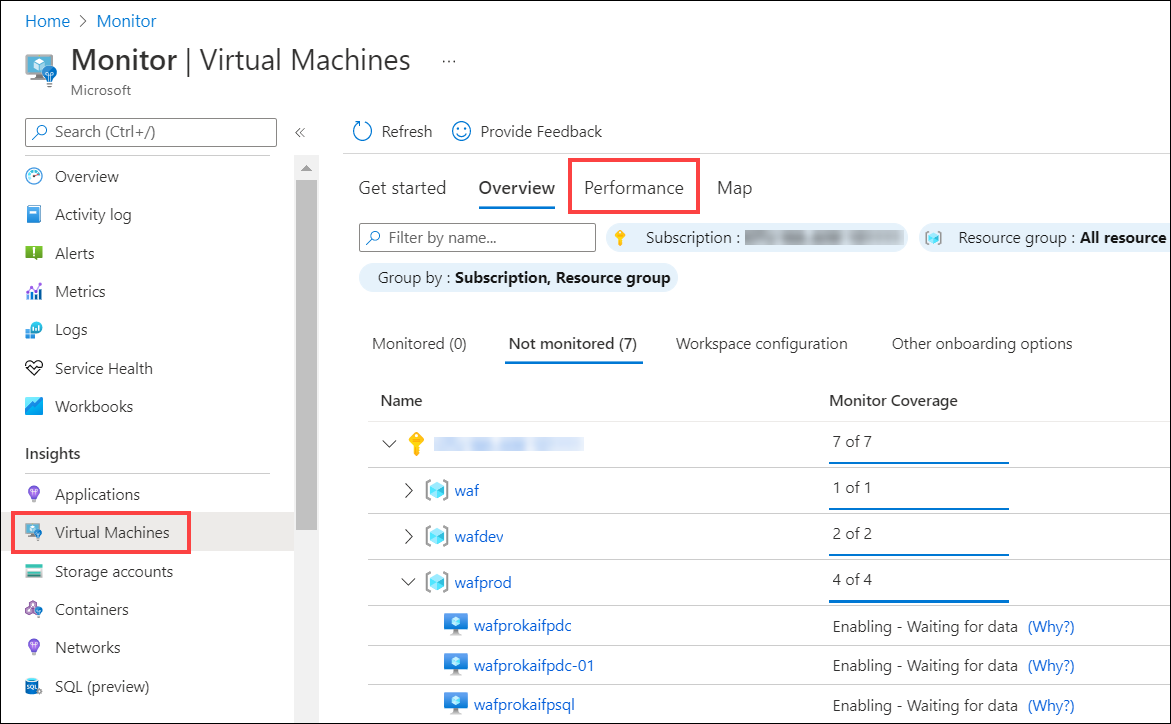 Home > Monitor
Monitor | Virtual Machines ...
Microsoft
Search (Ctrl+/)
«
Refresh
Provide Feedback
Overview
Activity log
Alerts
Metrics
Logs
Service Health
Workbooks
Insights
Applications
Virtual Machines
Storage accounts
Containers
Networks
SQL (preview)
Get started Overview Performance Map
Filter by name...
Subscription :
Resource group : All resource
Group by : Subscription, Resource group
Monitored (0) Not monitored (7) Workspace configuration Other onboarding options
Name Monitor Coverage
7 of 7
waf 1 of 1
wafdev 2 of 2
wafprod 4 of 4
wafprokaifpdc Enabling - Waiting for data (Why?)
wafprokaifpdc-01 Enabling - Waiting for data (Why?)
wafprokaifpsql Enabling - Waiting for data (Why?)